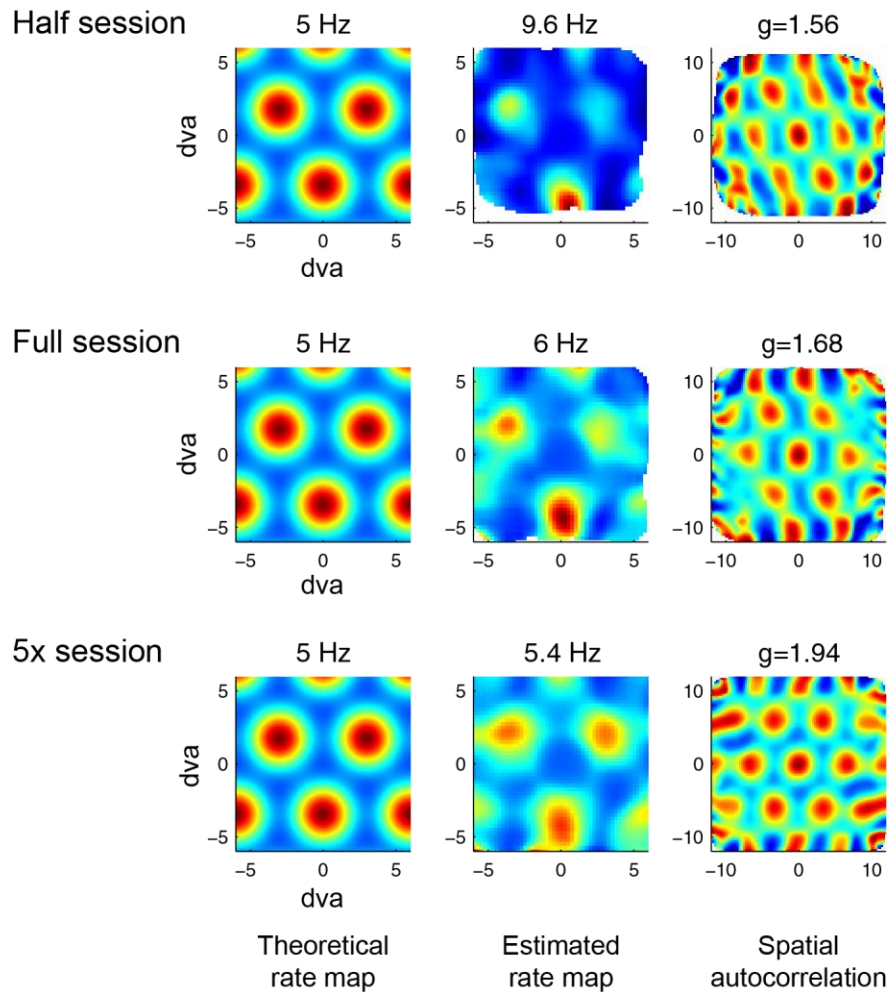 Half session
5 Hz
9.6 Hz
g=1.56
dva
5
0
−5
−5
0
5
dva
5
0
−5
−5
0
5
10
0
−10
−10
0
10
Full session
5 Hz
6 Hz
g=1.68
dva
5
0
−5
−5
0
5
dva
5
0
−5
−5
0
5
10
0
−10
−10
0
10
5x session
5 Hz
5.4 Hz
g=1.94
dva
5
0
−5
−5
0
5
dva
5
0
−5
−5
0
5
10
0
−10
−10
0
10
Theoretical
rate map
Estimated
rate map
Spatial
autocorrelation